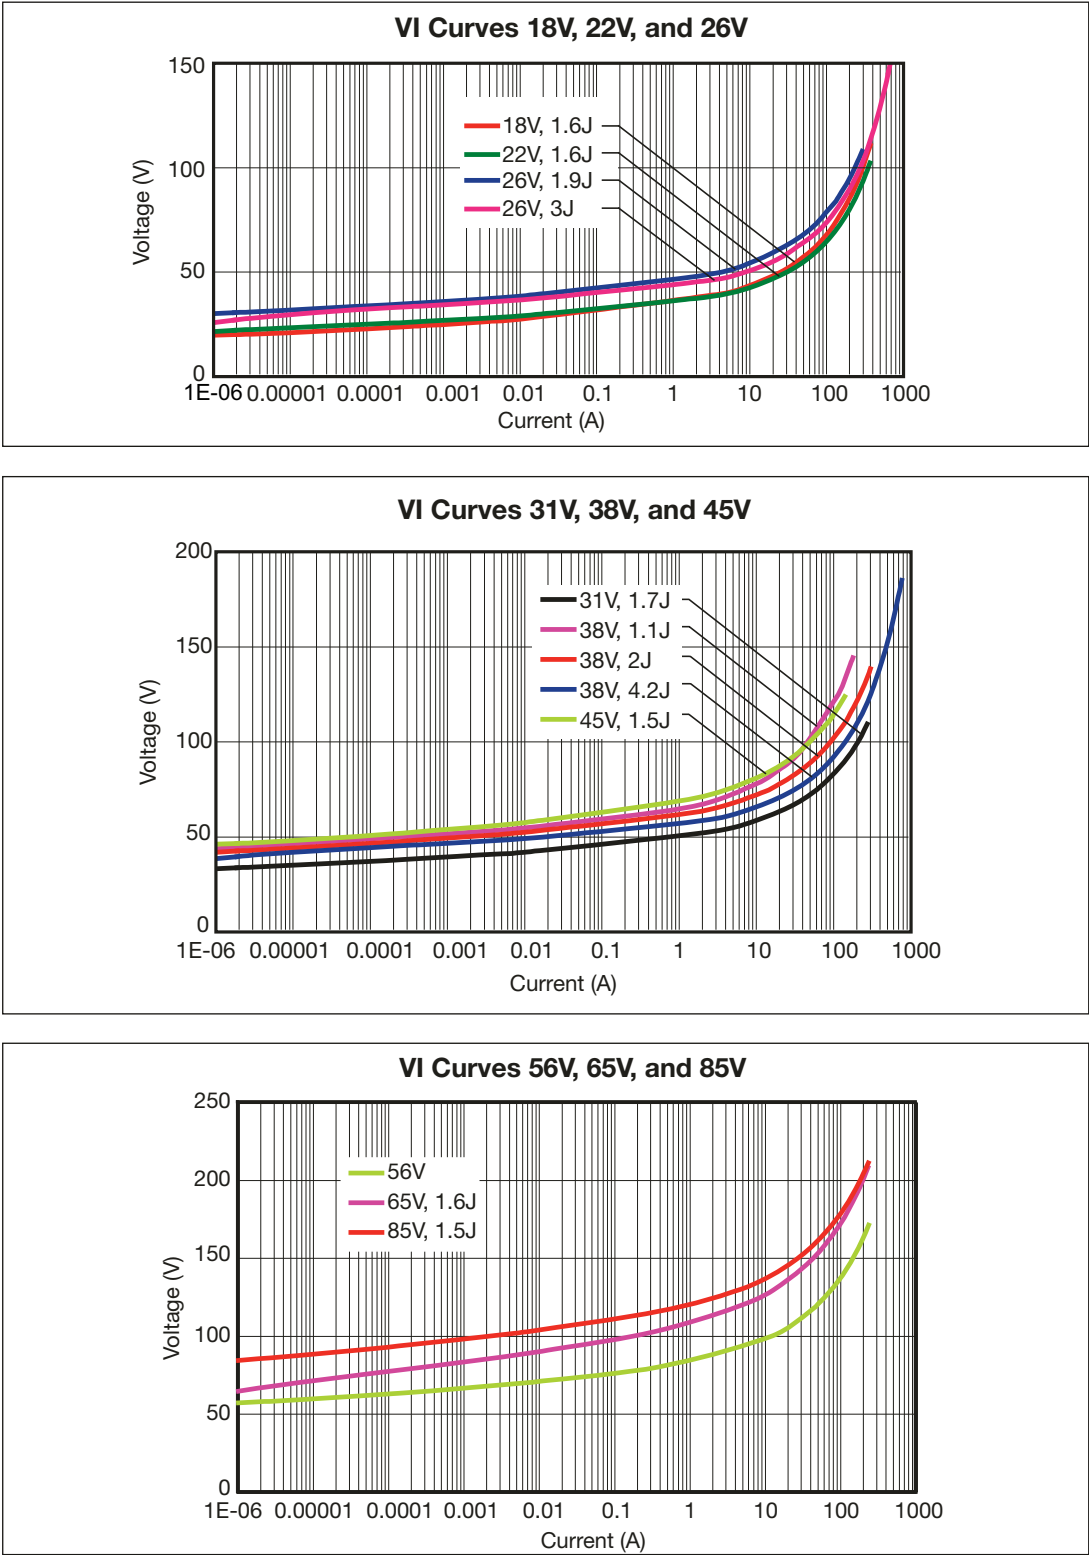 VI Curves 18V, 22V, and 26V
150
100
50
0
Voltage (V)
18V, 1.6J
22V, 1.6J
26V, 1.9J
26V, 3J
1E-06 0.00001 0.0001 0.001 0.01 0.1 1 10 100 1000
Current (A)
VI Curves 31V, 38V, and 45V
200
150
100
50
0
Voltage (V)
31V, 1.7J
38V, 1.1J
38V, 2J
38V, 4.2J
45V, 1.5J
1E-06 0.00001 0.0001 0.001 0.01 0.1 1 10 100 1000
Current (A)
VI Curves 56V, 65V, and 85V
250
200
150
100
50
0
Voltage (V)
56V
65V, 1.6J
85V, 1.5J
1E-06 0.00001 0.0001 0.001 0.01 0.1 1 10 100 1000
Current (A)